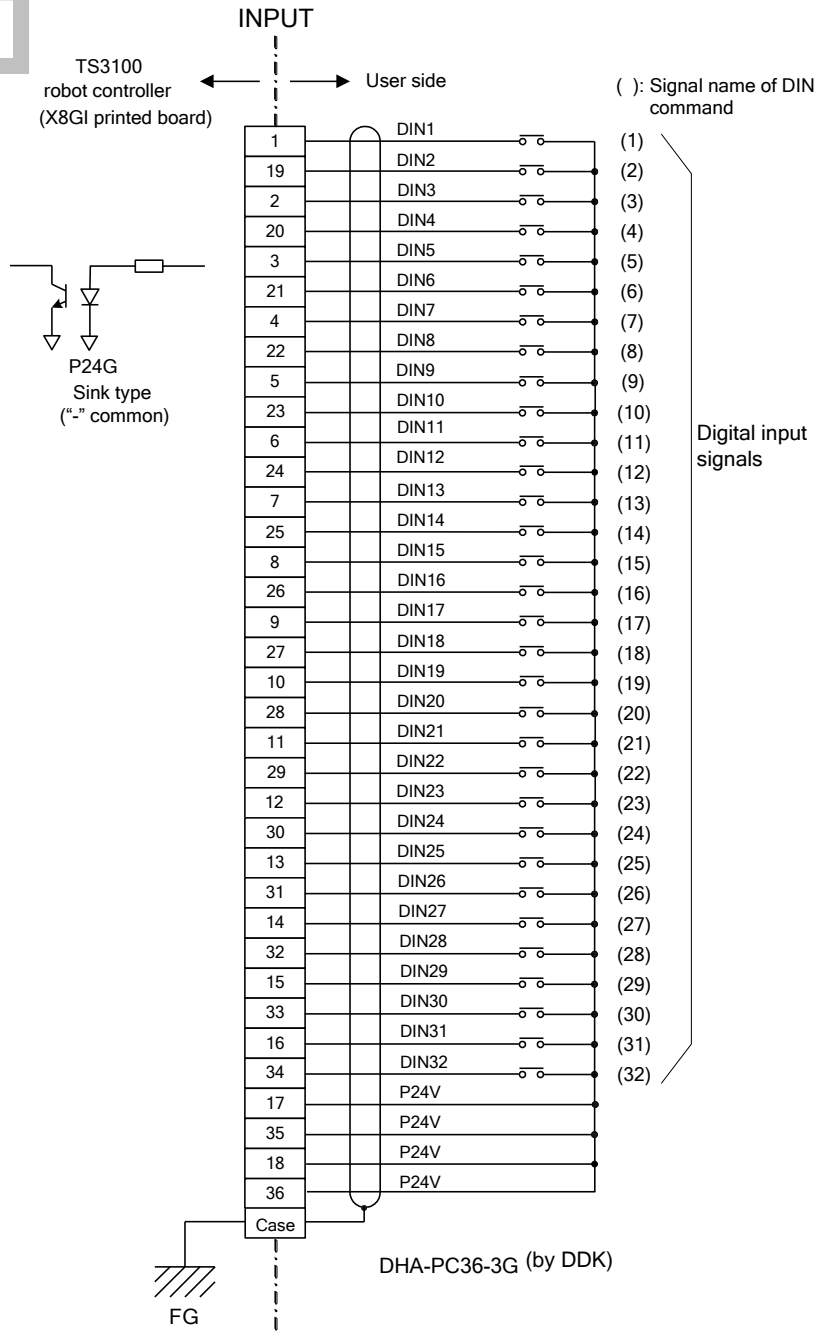 INPUT
TS3100
robot controller
(X8GI printed board)
User side
( ): Signal name of DIN
command
1 DIN1 (1)
19 DIN2 (2)
2 DIN3 (3)
20 DIN4 (4)
3 DIN5 (5)
21 DIN6 (6)
4 DIN7 (7)
22 DIN8 (8)
5 DIN9 (9)
23 DIN10 (10)
6 DIN11 (11)
24 DIN12 (12)
7 DIN13 (13)
25 DIN14 (14)
8 DIN15 (15)
26 DIN16 (16)
9 DIN17 (17)
27 DIN18 (18)
10 DIN19 (19)
28 DIN20 (20)
11 DIN21 (21)
29 DIN22 (22)
12 DIN23 (23)
30 DIN24 (24)
13 DIN25 (25)
31 DIN26 (26)
14 DIN27 (27)
32 DIN28 (28)
15 DIN29 (29)
33 DIN30 (30)
16 DIN31 (31)
34 DIN32 (32)
17 P24V
35 P24V
18 P24V
36 P24V
Case
P24G
Sink type
(“-” common)
Digital input
signals
DHA-PC36-3G (by DDK)
FG